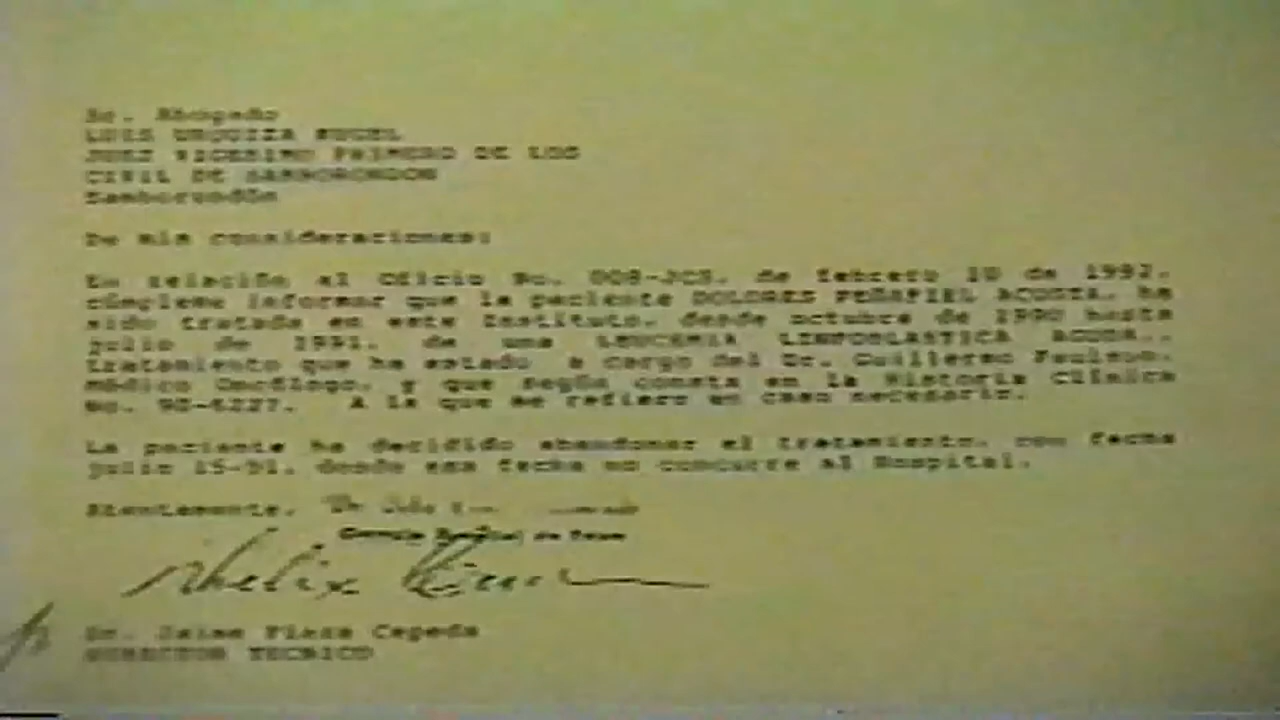 Sr. Abogado
LUIS URQUIZA
JUEZ VIGESIMO PRIMERO DE LOS
CIVIL DE SAMBORONDON
Samborondón
De mis consideraciones:
En relación al Oficio No. 008-JCS. de febrero 10 de 1992,
cúmpleme informar que la paciente DOLORES PEÑAFIEL ACOSTA, ha
sido tratada en este Instituto, desde octubre de 1990 hasta
julio de 1991, de una LEUCEMIA LINFOBLASTICA AGUDA.,
tratamiento que ha estado a cargo del Dr. Guillermo
Médico Oncólogo, y que según consta en la Historia Clínica
No. 90-6227. A la que me refiero en caso necesario.
La paciente ha decidido abandonar el tratamiento, con fecha
julio 15-91, desde esa fecha no concurre al Hospital.
Atentamente,
Dr. Jaime Plaza Cepeda
DIRECTOR TECNICO